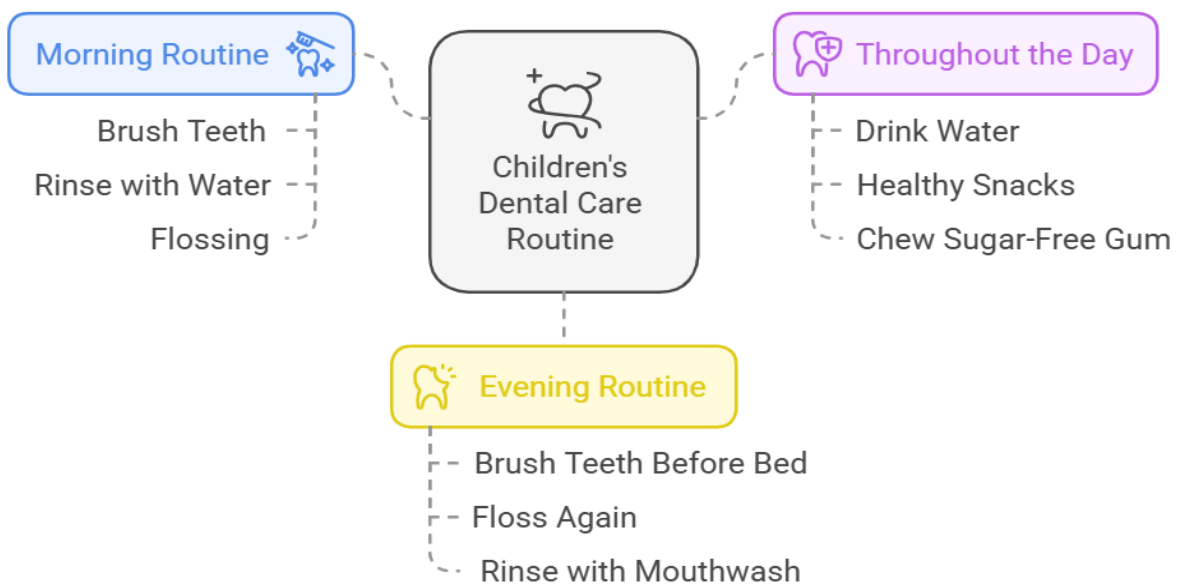 Morning Routine
Brush Teeth
Rinse with Water
Flossing
Children's
Dental Care
Routine
Throughout the Day
Drink Water
Healthy Snacks
Chew Sugar-Free Gum
Evening Routine
Brush Teeth Before Bed
Floss Again
Rinse with Mouthwash